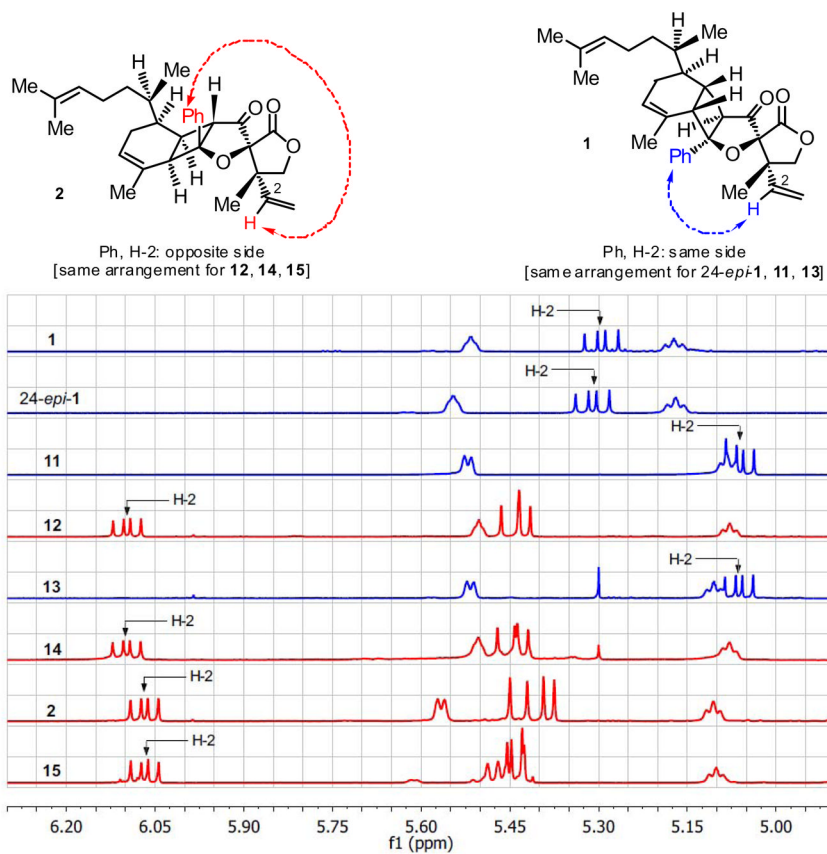 Me
H
H
Me
Me
Ph
H
O
O
O
O
H
H
H
Me
Me
2
H
2
Ph, H-2: opposite side
[same arrangement for 12, 14, 15]
Me
H
H
Me
Me
H
H
O
O
O
O
H
Me
Ph
Me
2
H
1
Ph, H-2: same side
[same arrangement for 24-epi-1, 11, 13]
1
H-2
24-epi-1
H-2
11
H-2
12
H-2
13
H-2
14
H-2
2
H-2
15
H-2
6.20 6.05 5.90 5.75 5.60 5.45 5.30 5.15 5.00
f1 (ppm)